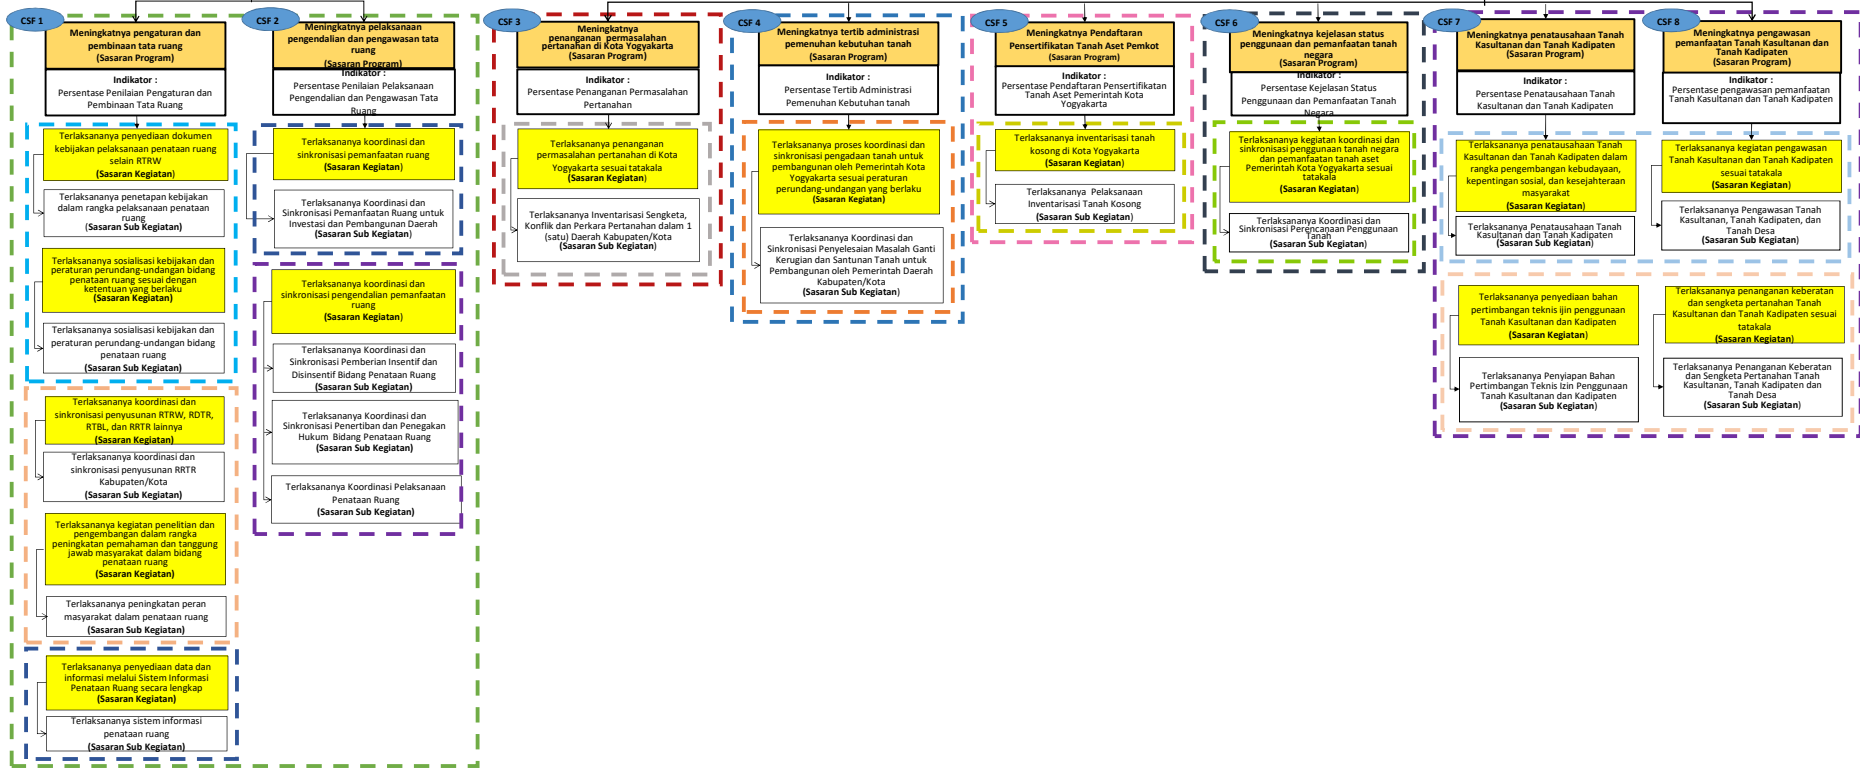 CSF 1
Meningkatnya pengaturan dan
pembinaan tata ruang
(Sasaran Program)
Indikator :
Persentase Penilaian Pengaturan dan
Pembinaan Tata Ruang
Terlaksananya penyediaan dokumen
kebijakan pelaksanaan penataan ruang
selain RTRW
(Sasaran Kegiatan)
Terlaksananya penetapan kebijakan
dalam rangka pelaksanaan penataan
ruang
(Sasaran Sub Kegiatan)
Terlaksananya sosialisasi kebijakan dan
peraturan perundang-undangan bidang
penataan ruang sesuai dengan
ketentuan yang berlaku
(Sasaran Kegiatan)
Terlaksananya sosialisasi kebijakan dan
peraturan perundang-undangan bidang
penataan ruang
(Sasaran Sub Kegiatan)
Terlaksananya koordinasi dan
sinkronisasi penyusunan RTRW, RDTR,
RTBL, dan RRTR lainnya
(Sasaran Kegiatan)
Terlaksananya koordinasi dan
sinkronisasi penyusunan RRTR
Kabupaten/Kota
(Sasaran Sub Kegiatan)
Terlaksananya kegiatan penelitian dan
pengembangan dalam rangka
peningkatan pemahaman dan tanggung
jawab masyarakat dalam bidang
penataan ruang
(Sasaran Kegiatan)
Terlaksananya peningkatan peran
masyarakat dalam penataan ruang
(Sasaran Sub Kegiatan)
Terlaksananya penyediaan data dan
informasi melalui Sistem Informasi
Penataan Ruang secara lengkap
(Sasaran Kegiatan)
Terlaksananya sistem informasi
penataan ruang
(Sasaran Sub Kegiatan)
CSF 2
Meningkatnya pelaksanaan
pengendalian dan pengawasan tata
ruang
(Sasaran Program)
Indikator :
Persentase Penilaian Pelaksanaan
Pengendalian dan Pengawasan Tata
Ruang
Terlaksananya koordinasi dan
sinkronisasi pemanfaatan ruang
(Sasaran Kegiatan)
Terlaksananya Koordinasi dan
Sinkronisasi Pemanfaatan Ruang untuk
Investasi dan Pembangunan Daerah
(Sasaran Sub Kegiatan)
Terlaksananya koordinasi dan
sinkronisasi pengendalian pemanfaatan
ruang
(Sasaran Kegiatan)
Terlaksananya Koordinasi dan
Sinkronisasi Pemberian Insentif dan
Disinsentif Bidang Penataan Ruang
(Sasaran Sub Kegiatan)
Terlaksananya Koordinasi dan
Sinkronisasi Penertiban dan Penegakan
Hukum Bidang Penataan Ruang
(Sasaran Sub Kegiatan)
Terlaksananya Koordinasi Pelaksanaan
Penataan Ruang
(Sasaran Sub Kegiatan)
CSF 3
Meningkatnya
penanganan permasalahan
pertanahan di Kota Yogyakarta
(Sasaran Program)
Indikator :
Persentase Penanganan Permasalahan
Pertanahan
Terlaksananya penanganan
permasalahan pertanahan di Kota
Yogyakarta sesuai tatakala
(Sasaran Kegiatan)
Terlaksananya Inventarisasi Sengketa,
Konflik dan Perkara Pertanahan dalam 1
(satu) Daerah Kabupaten/Kota
(Sasaran Sub Kegiatan)
CSF 4
Meningkatnya tertib administrasi
pemenuhan kebutuhan tanah
(Sasaran Program)
Indikator :
Persentase Tertib Administrasi
Pemenuhan Kebutuhan tanah
Terlaksananya proses koordinasi dan
sinkronisasi pengadaan tanah untuk
pembangunan oleh Pemerintah Kota
Yogyakarta sesuai peraturan
perundang-undangan yang berlaku
(Sasaran Kegiatan)
Terlaksananya Koordinasi dan
Sinkronisasi Penyelesaian Masalah Ganti
Kerugian dan Santunan Tanah untuk
Pembangunan oleh Pemerintah Daerah
Kabupaten/Kota
(Sasaran Sub Kegiatan)
CSF 5
Meningkatnya Pendaftaran
Pensertifikatan Tanah Aset Pemkot
(Sasaran Program)
Indikator :
Persentase Pendaftaran Pensertifikatan
Tanah Aset Pemerintah Kota
Yogyakarta
Terlaksananya inventarisasi tanah
kosong di Kota Yogyakarta
(Sasaran Kegiatan)
Terlaksananya Pelaksanaan
Inventarisasi Tanah Kosong
(Sasaran Sub Kegiatan)
CSF 6
Meningkatnya kejelasan status
penggunaan dan pemanfaatan tanah
negara
(Sasaran Program)
Indikator :
Persentase Kejelasan Status
Penggunaan dan Pemanfaatan Tanah
Negara
Terlaksananya kegiatan koordinasi dan
sinkronisasi penggunaan tanah negara
dan pemanfaatan tanah aset
Pemerintah Kota Yogyakarta sesuai
tatakala
(Sasaran Kegiatan)
Terlaksananya Koordinasi dan
Sinkronisasi Perencanaan Penggunaan
Tanah
(Sasaran Sub Kegiatan)
CSF 7
Meningkatnya penatausahaan Tanah
Kasultanan dan Tanah Kadipaten
(Sasaran Program)
Indikator :
Persentase Penatausahaan Tanah
Kasultanan dan Tanah Kadipaten
Terlaksananya penatausahaan Tanah
Kasultanan dan Tanah Kadipaten dalam
rangka pengembangan kebudayaan,
kepentingan sosial, dan kesejahteraan
masyarakat
(Sasaran Kegiatan)
Terlaksananya Penatausahaan Tanah
Kasultanan dan Tanah Kadipaten
(Sasaran Sub Kegiatan)
Terlaksananya penyediaan bahan
pertimbangan teknis ijin penggunaan
Tanah Kasultanan dan Kadipaten
(Sasaran Kegiatan)
Terlaksananya Penyiapan Bahan
Pertimbangan Teknis Izin Penggunaan
Tanah Kasultanan dan Kadipaten
(Sasaran Sub Kegiatan)
CSF 8
Meningkatnya pengawasan
pemanfaatan Tanah Kasultanan dan
Tanah Kadipaten
(Sasaran Program)
Indikator :
Persentase pengawasan pemanfaatan
Tanah Kasultanan dan Tanah Kadipaten
Terlaksananya kegiatan pengawasan
Tanah Kasultanan dan Tanah Kadipaten
sesuai tatakala
(Sasaran Kegiatan)
Terlaksananya Pengawasan Tanah
Kasultanan, Tanah Kadipaten, dan
Tanah Desa
(Sasaran Sub Kegiatan)
Terlaksananya penanganan keberatan
dan sengketa pertanahan Tanah
Kasultanan dan Tanah Kadipaten sesuai
tatakala
(Sasaran Kegiatan)
Terlaksananya Penanganan Keberatan
dan Sengketa Pertanahan Tanah
Kasultanan, Tanah Kadipaten dan
Tanah Desa
(Sasaran Sub Kegiatan)